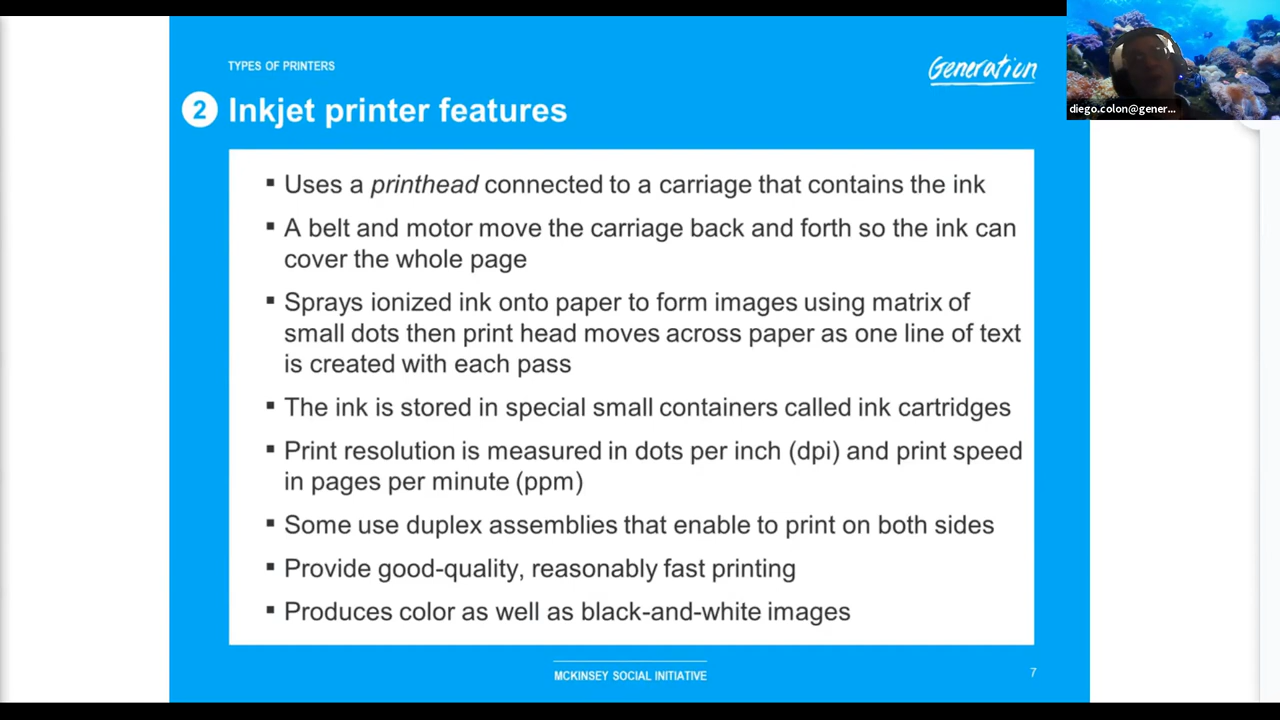 TYPES OF PRINTERS
Generation
diego.colon@gener...
2 Inkjet printer features
▪ Uses a printhead connected to a carriage that contains the ink
▪ A belt and motor move the carriage back and forth so the ink can
cover the whole page
▪ Sprays ionized ink onto paper to form images using matrix of
small dots then print head moves across paper as one line of text
is created with each pass
▪ The ink is stored in special small containers called ink cartridges
▪ Print resolution is measured in dots per inch (dpi) and print speed
in pages per minute (ppm)
▪ Some use duplex assemblies that enable to print on both sides
▪ Provide good-quality, reasonably fast printing
▪ Produces color as well as black-and-white images
MCKINSEY SOCIAL INITIATIVE
7